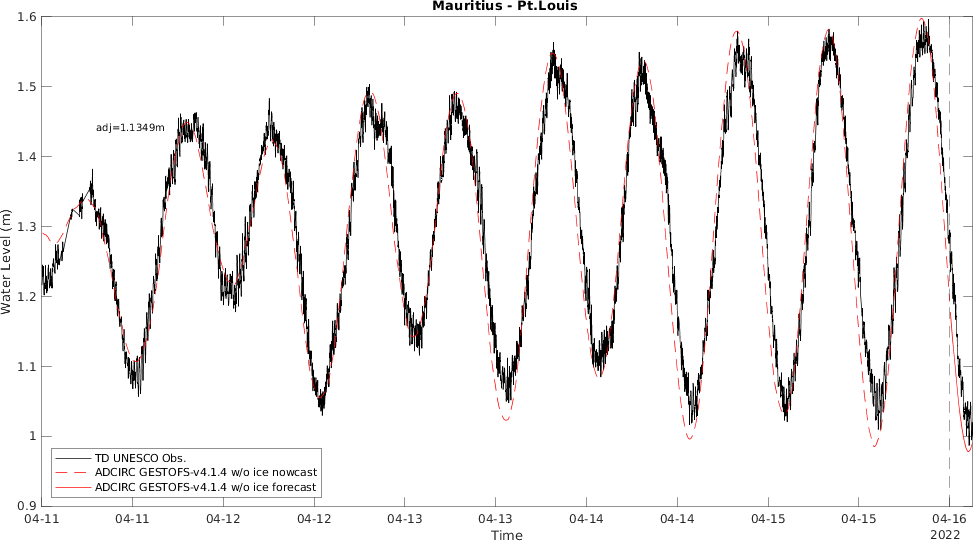 Mauritius - Pt.Louis
1.6
1.5
1.4
1.3
1.2
1.1
1
0.9
Water Level (m)
adj=1.1349m
TD UNESCO Obs.
ADCIRC GESTOFS-v4.1.4 w/o ice nowcast
ADCIRC GESTOFS-v4.1.4 w/o ice forecast
04-11 04-11 04-12 04-12 04-13 04-13 04-14 04-14 04-15 04-15 04-16
Time
2022